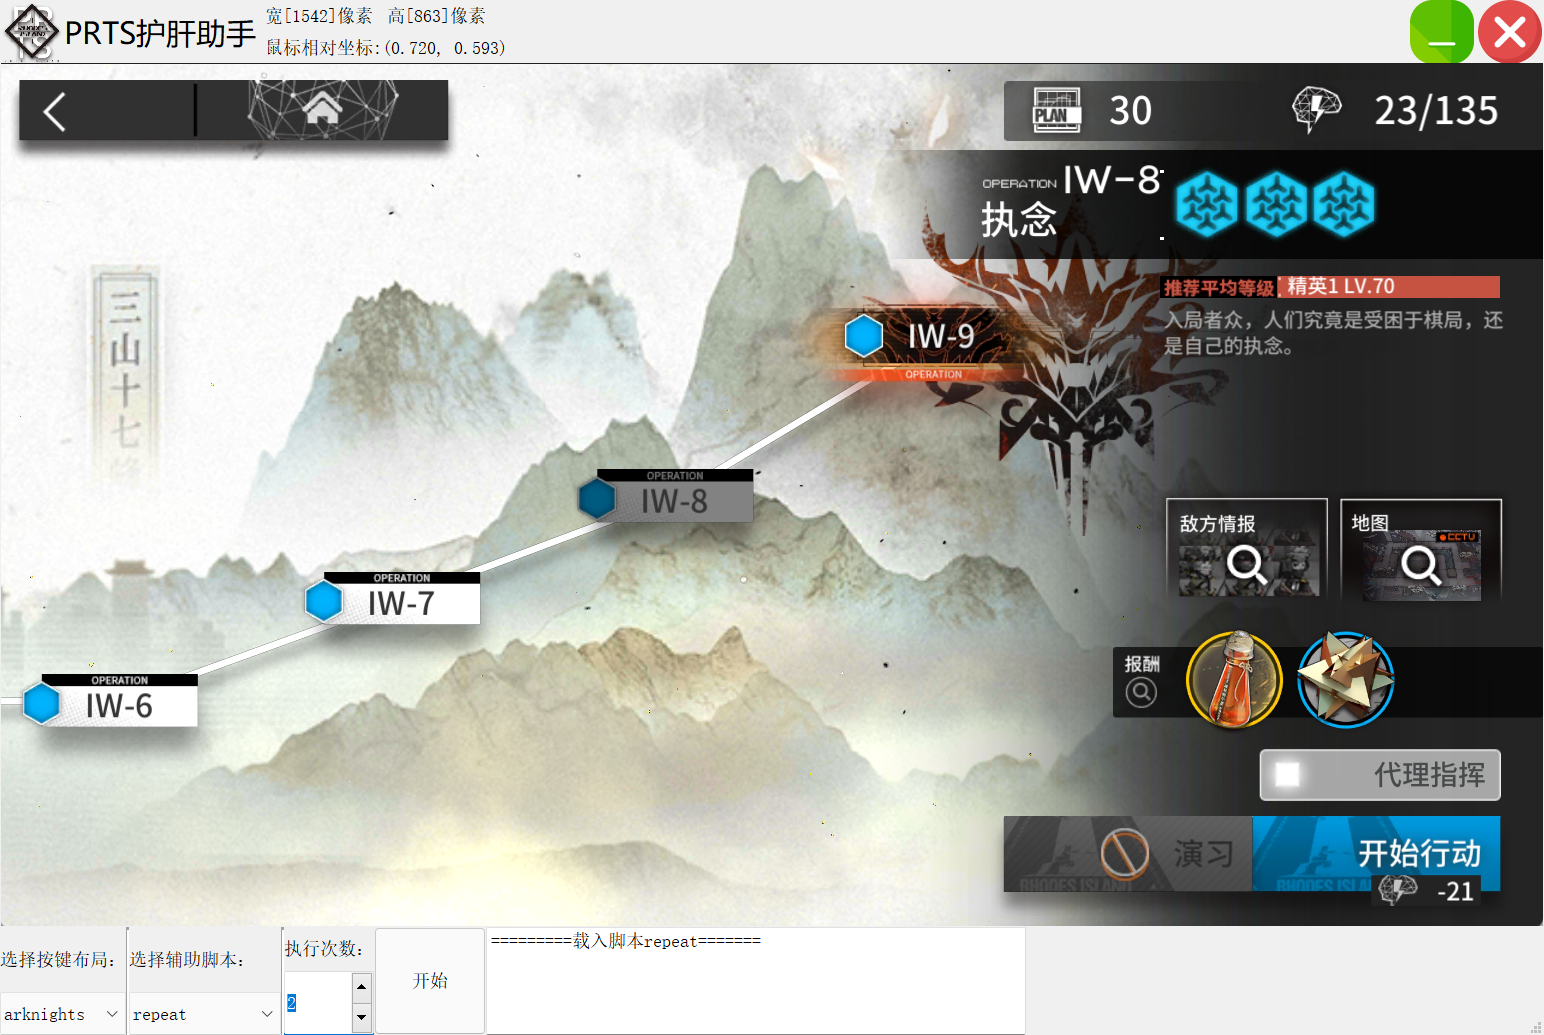 PRTS护肝助手
宽[1542]像素 高[863]像素
鼠标相对坐标:(0.720, 0.593)
PLAN 30
23/135
OPERATION IW-8
执念
推荐平均等级: 精英1 LV.70
入局者众，人们究竟是受困于棋局，还
是自己的执念。
三山十七
OPERATION
IW-6
OPERATION
IW-7
OPERATION
IW-8
IW-9
OPERATION
敌方情报
地图
CCTV
报酬
代理指挥
演习
RHODES ISLAND
开始行动
RHODES ISLA
-21
选择按键布局:
arknights
选择辅助脚本:
repeat
执行次数:
2
开始
=========载入脚本repeat=======